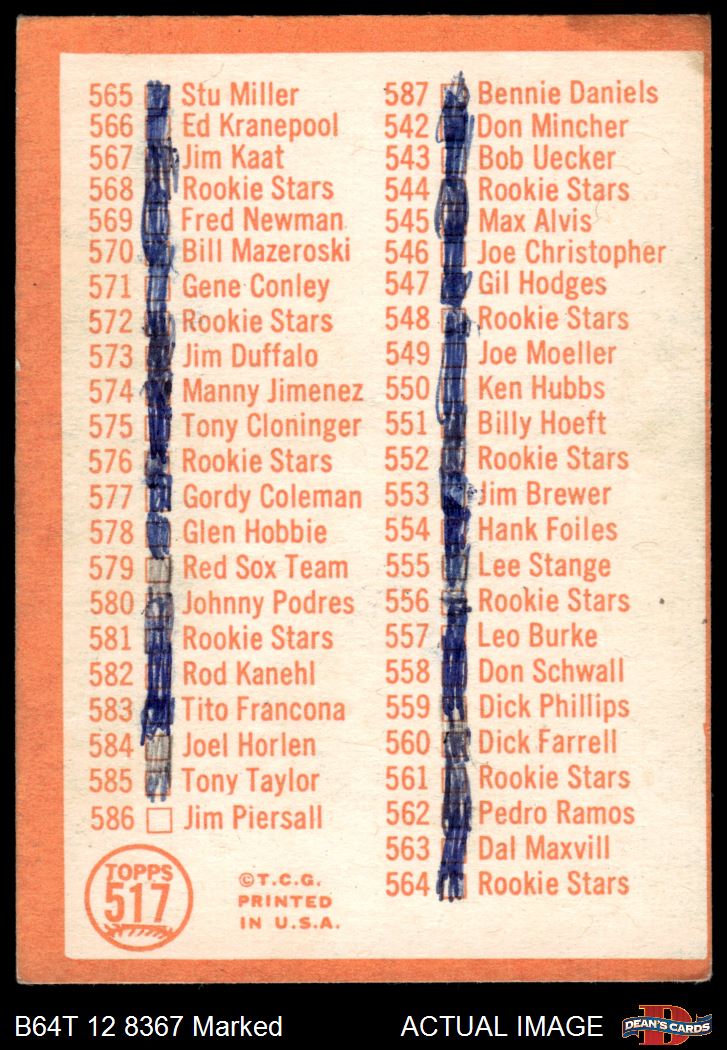 565 Stu Miller
566 Ed Kranepool
567 Jim Kaat
568 Rookie Stars
569 Fred Newman
570 Bill Mazeroski
571 Gene Conley
572 Rookie Stars
573 Jim Duffalo
574 Manny Jimenez
575 Tony Cloninger
576 Rookie Stars
577 Gordy Coleman
578 Glen Hobbie
579 Red Sox Team
580 Johnny Podres
581 Rookie Stars
582 Rod Kanehl
583 Tito Francona
584 Joel Horlen
585 Tony Taylor
586 Jim Piersall
587 Bennie Daniels
542 Don Mincher
543 Bob Uecker
544 Rookie Stars
545 Max Alvis
546 Joe Christopher
547 Gil Hodges
548 Rookie Stars
549 Joe Moeller
550 Ken Hubbs
551 Billy Hoeft
552 Rookie Stars
553 Jim Brewer
554 Hank Foiles
555 Lee Stange
556 Rookie Stars
557 Leo Burke
558 Don Schwall
559 Dick Phillips
560 Dick Farrell
561 Rookie Stars
562 Pedro Ramos
563 Dal Maxvill
564 Rookie Stars
TOPPS
517
©T.C.G.
PRINTED
IN U.S.A.
B64T 12 8367 Marked
ACTUAL IMAGE
D
DEAN'S CARDS